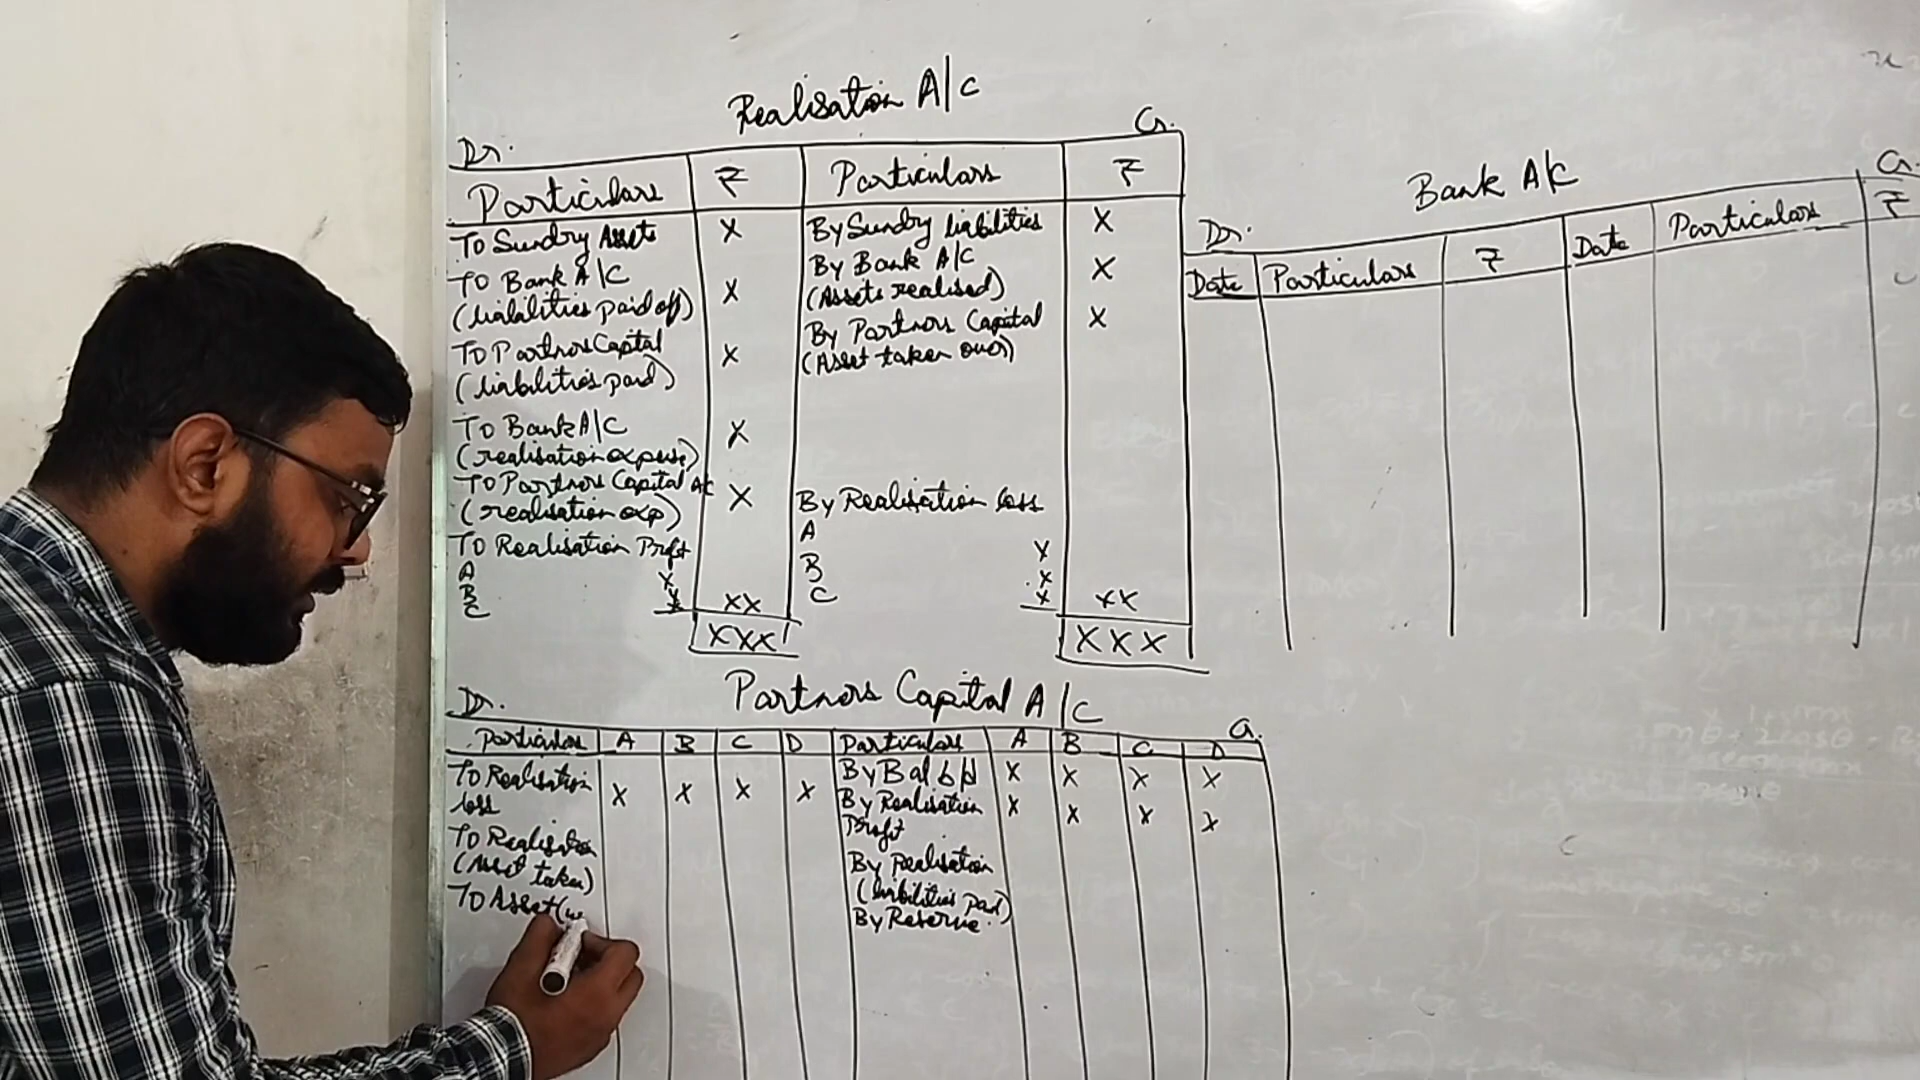 Realisation A/C
Dr.
Cr.
Particulars ₹ Particulars ₹
To Sundry Assets X
To Bank A/C
(liabilities paid off) X
To Partners Capital
(liabilities paid) X
To Bank A/C
(realisation expense) X
To Partners Capital A/C
(realisation exp) X
To Realisation Profit
A X
B X
C X XX
XXX
By Sundry liabilities X
By Bank A/C
(Assets realised) X
By Partners Capital X
(Asset taken over)
By Realisation loss
A X
B X
C X XX
XXX
Bank A/C
Dr.
Cr.
Date Particulars ₹ Date Particulars ₹
Partners Capital A/C
Dr.
Cr.
Particulars A B C D Particulars A B C D
To Realisation
loss X X X X
To Realisation
(Asset taken)
To Asset
By Bal b/d X X X X
By Realisation X X X X
Profit
By Realisation
(liabilities paid)
By Reserve